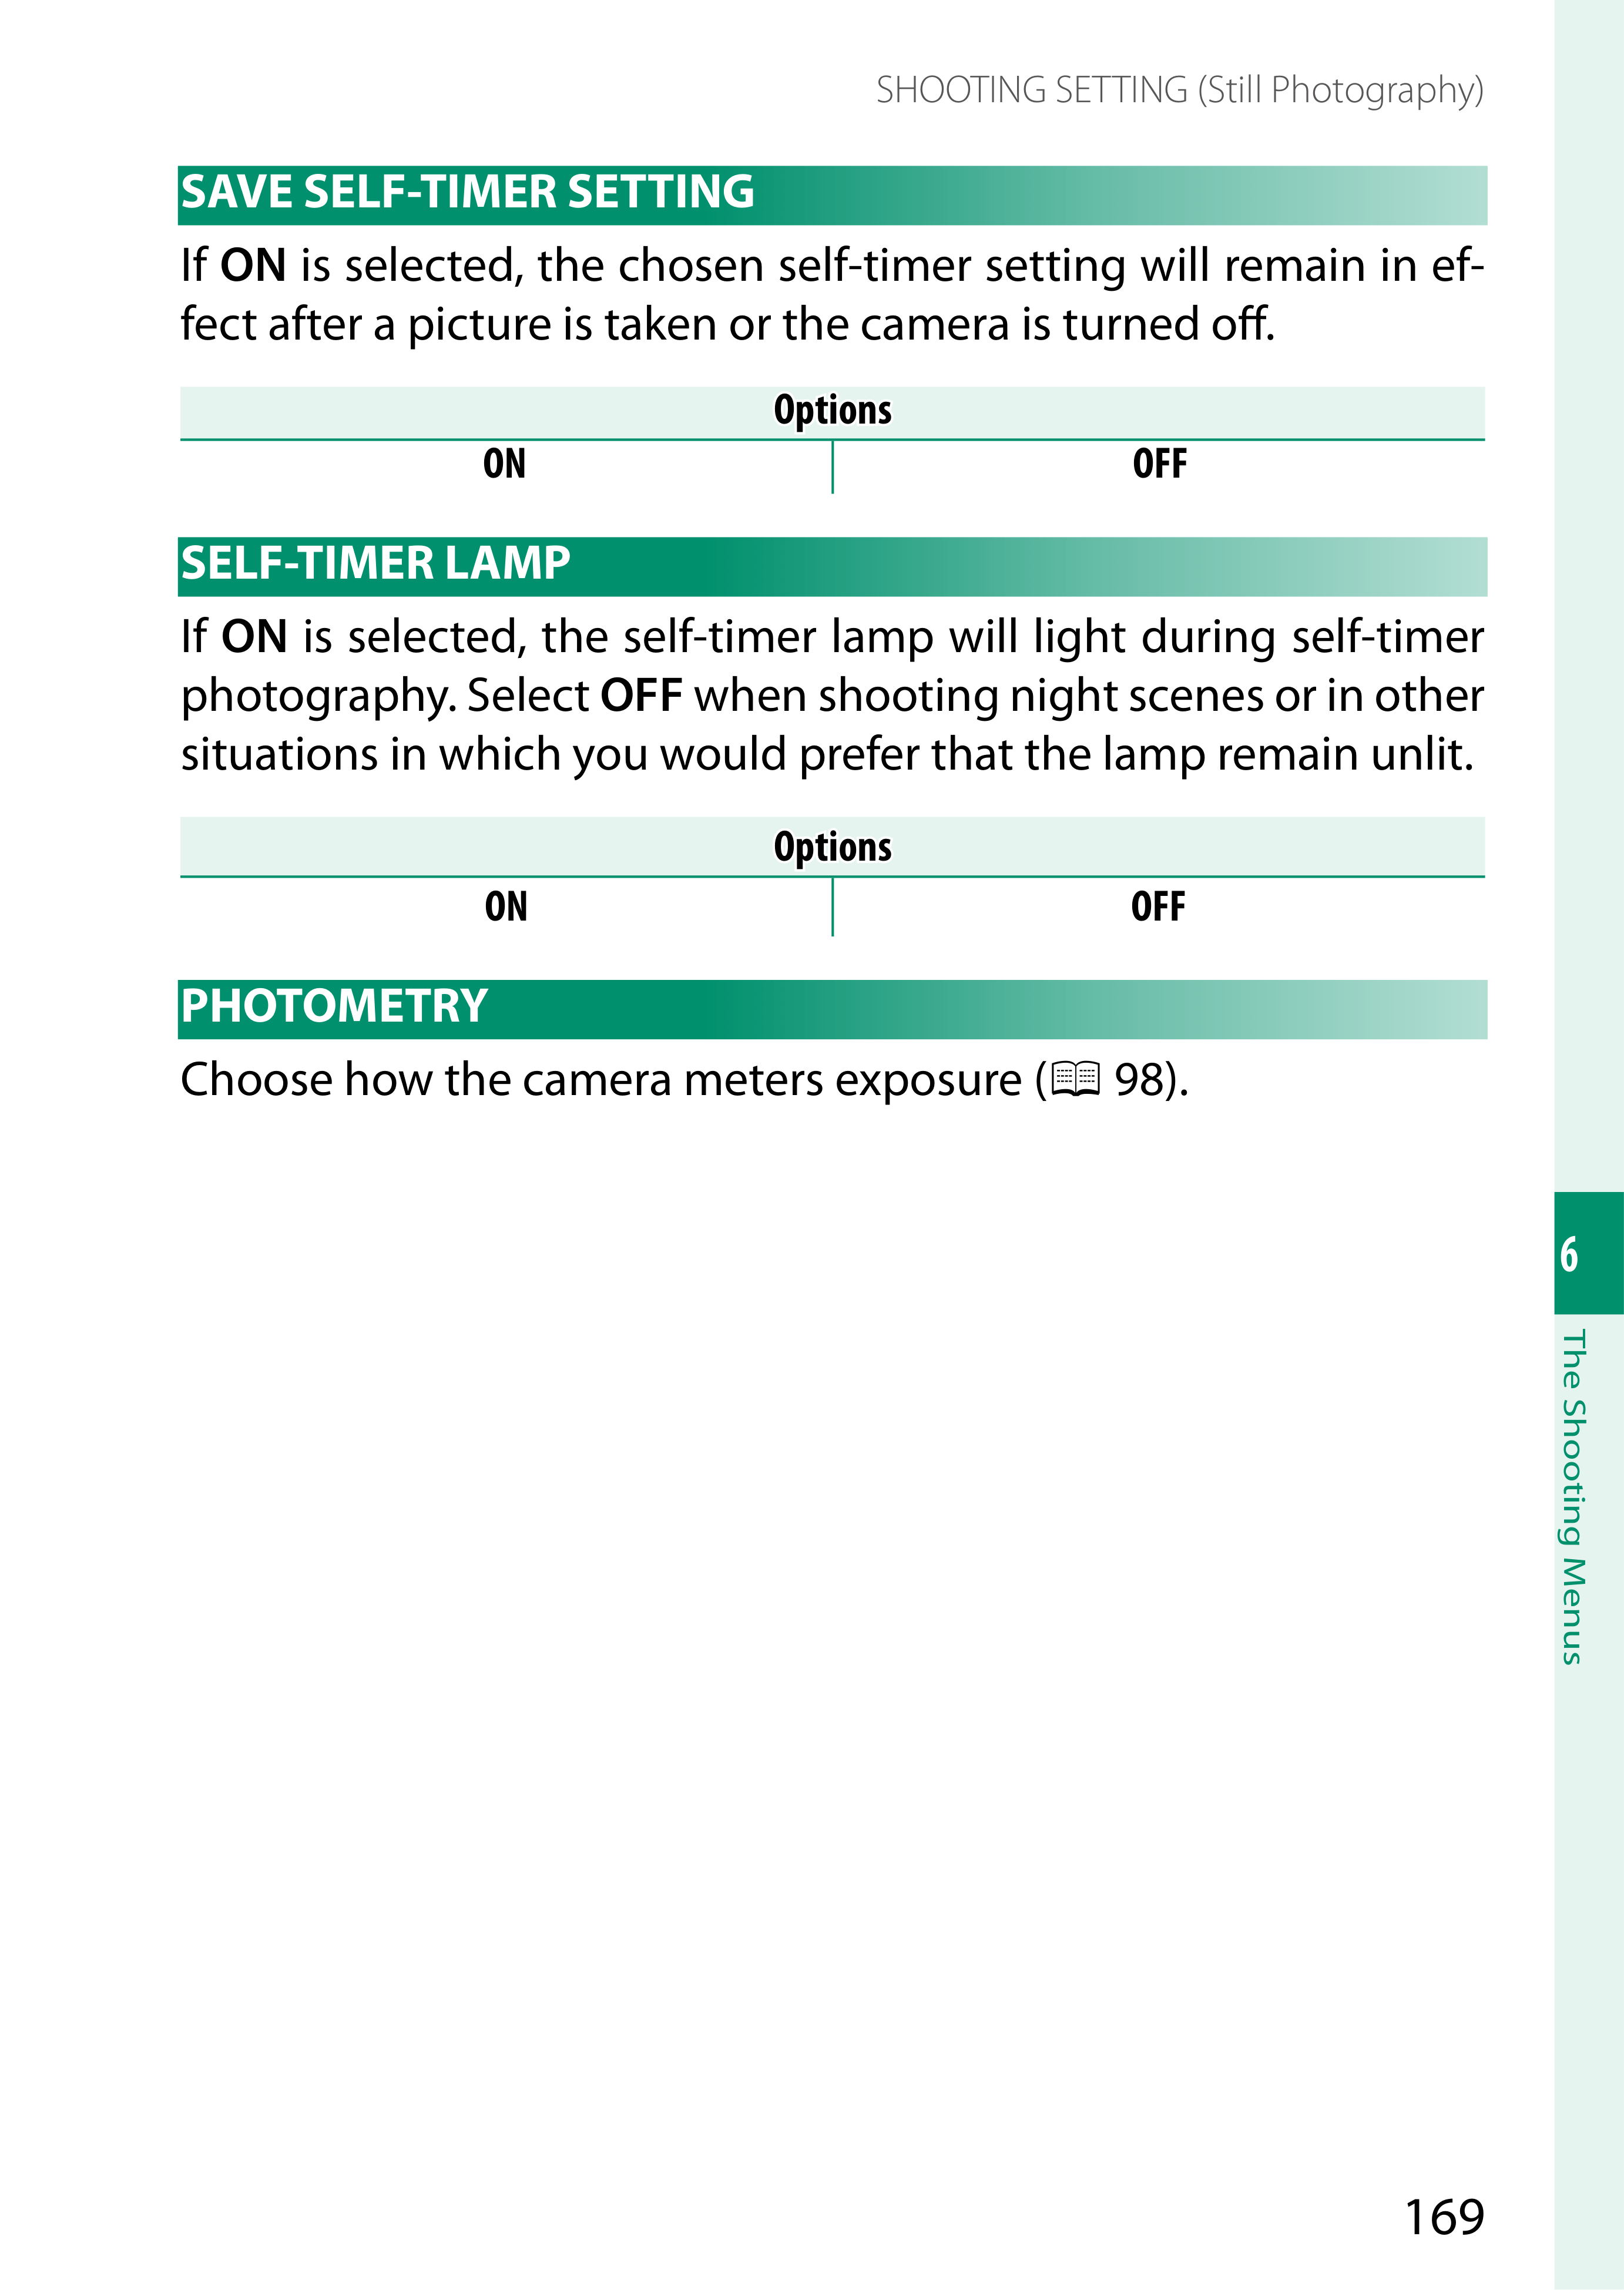 SHOOTING SETTING (Still Photography)
SAVE SELF-TIMER SETTING
If ON is selected, the chosen self-timer setting will remain in ef-
fect after a picture is taken or the camera is turned off.
Options
ON OFF
SELF-TIMER LAMP
If ON is selected, the self-timer lamp will light during self-timer
photography. Select OFF when shooting night scenes or in other
situations in which you would prefer that the lamp remain unlit.
Options
ON OFF
PHOTOMETRY
Choose how the camera meters exposure (📖 98).
6
The Shooting Menus
169